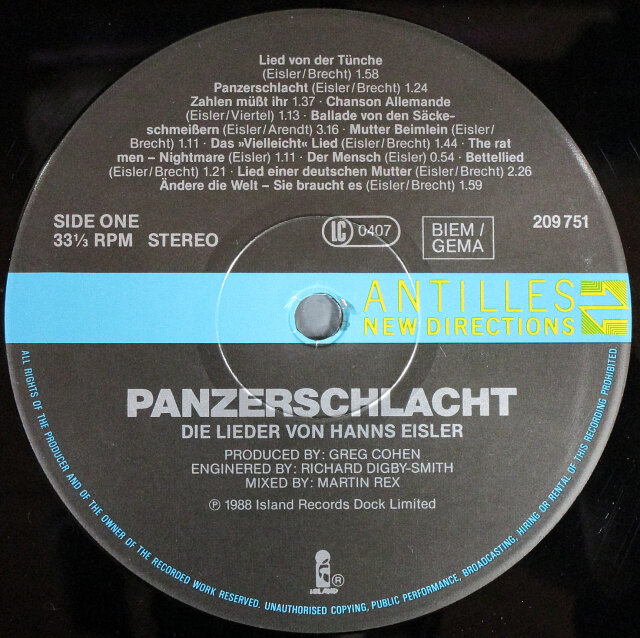 Lied von der Tünche
(Eisler/Brecht) 1.58
Panzerschlacht (Eisler/Brecht) 1.24
Zahlen müßt ihr 1.37 · Chanson Allemande
(Eisler/Viertel) 1.13 · Ballade von den Säcke-
schmeißern (Eisler/Arendt) 3.16 · Mutter Beimlein (Eisler/
Brecht) 1.11 · Das »Vielleicht« Lied (Eisler/Brecht) 1.44 · The rat
men – Nightmare (Eisler) 1.11 · Der Mensch (Eisler) 0.54 · Bettellied
(Eisler/Brecht) 1.21 · Lied einer deutschen Mutter (Eisler/Brecht) 2.26
Ändere die Welt – Sie braucht es (Eisler/Brecht) 1.59
SIDE ONE
33⅓ RPM STEREO
LC 0407
BIEM /
GEMA
209 751
ANTILLES
NEW DIRECTIONS
PANZERSCHLACHT
DIE LIEDER VON HANNS EISLER
PRODUCED BY: GREG COHEN
ENGINERED BY: RICHARD DIGBY-SMITH
MIXED BY: MARTIN REX
℗ 1988 Island Records Dock Limited
ISLAND ®
ALL RIGHTS OF THE PRODUCER AND OF THE OWNER OF THE RECORDED WORK RESERVED. UNAUTHORISED COPYING, PUBLIC PERFORMANCE, BROADCASTING, HIRING OR RENTAL OF THIS RECORDING PROHIBITED